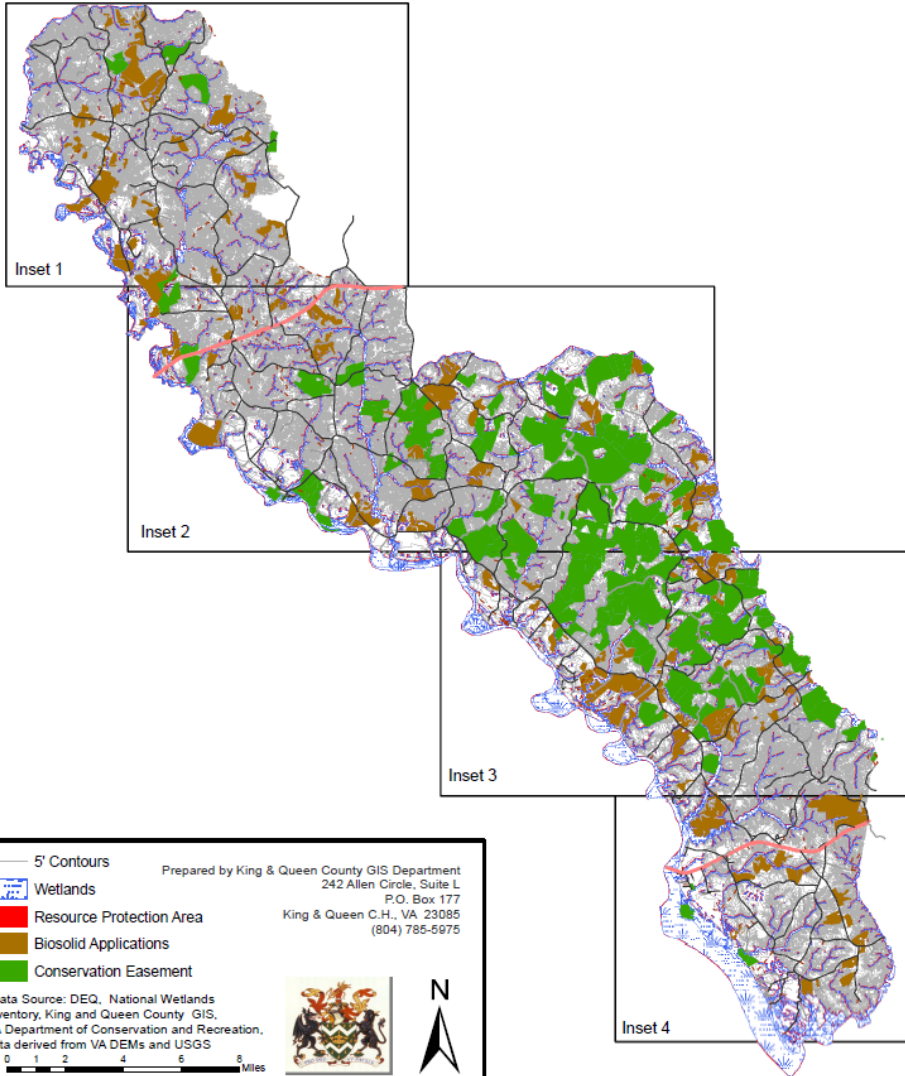 Inset 1
Inset 2
Inset 3
Inset 4
5' Contours
Wetlands
Resource Protection Area
Biosolid Applications
Conservation Easement
Prepared by King & Queen County GIS Department
242 Allen Circle, Suite L
P.O. Box 177
King & Queen C.H., VA 23085
(804) 785-5975
ata Source: DEQ, National Wetlands
ventory, King and Queen County GIS,
A Department of Conservation and Recreation,
ta derived from VA DEMs and USGS
0 1 2 4 6 8
Miles
N